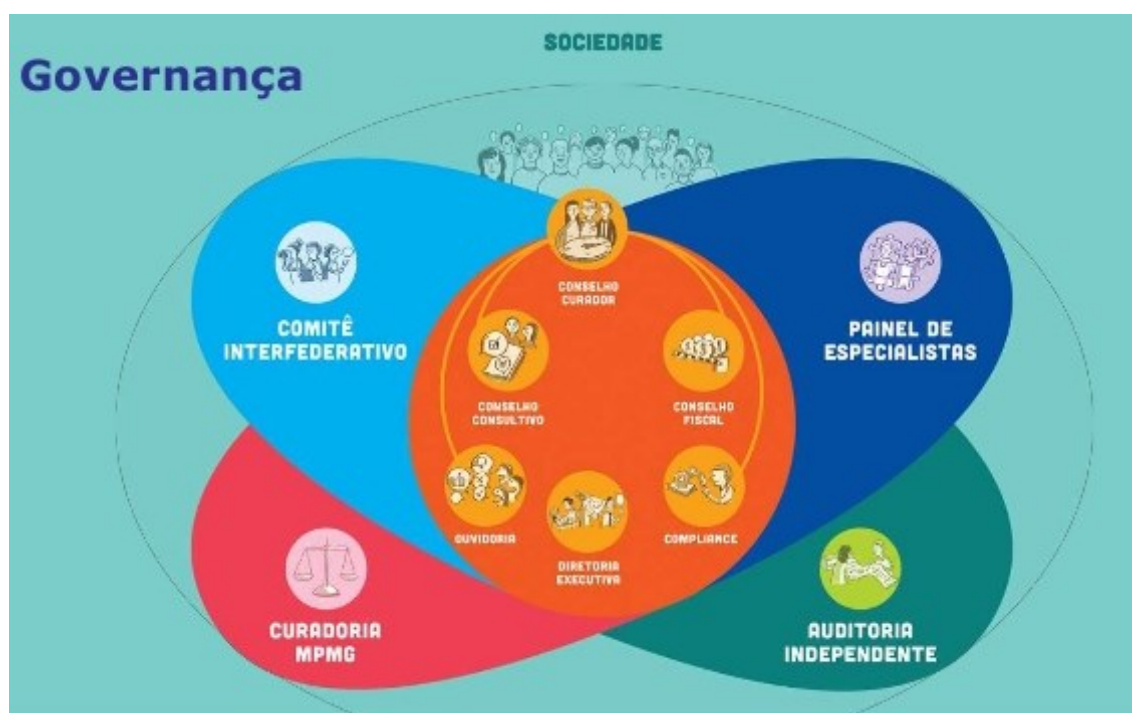 SOCIEDADE
Governança
CONSELHO
CURADOR
COMITÊ
INTERFEDERATIVO
PAINEL DE
ESPECIALISTAS
CONSELHO
CONSULTIVO
CONSELHO
FISCAL
OUVIDORIA
DIRETORIA
EXECUTIVA
COMPLIANCE
CURADORIA
MPMG
AUDITORIA
INDEPENDENTE